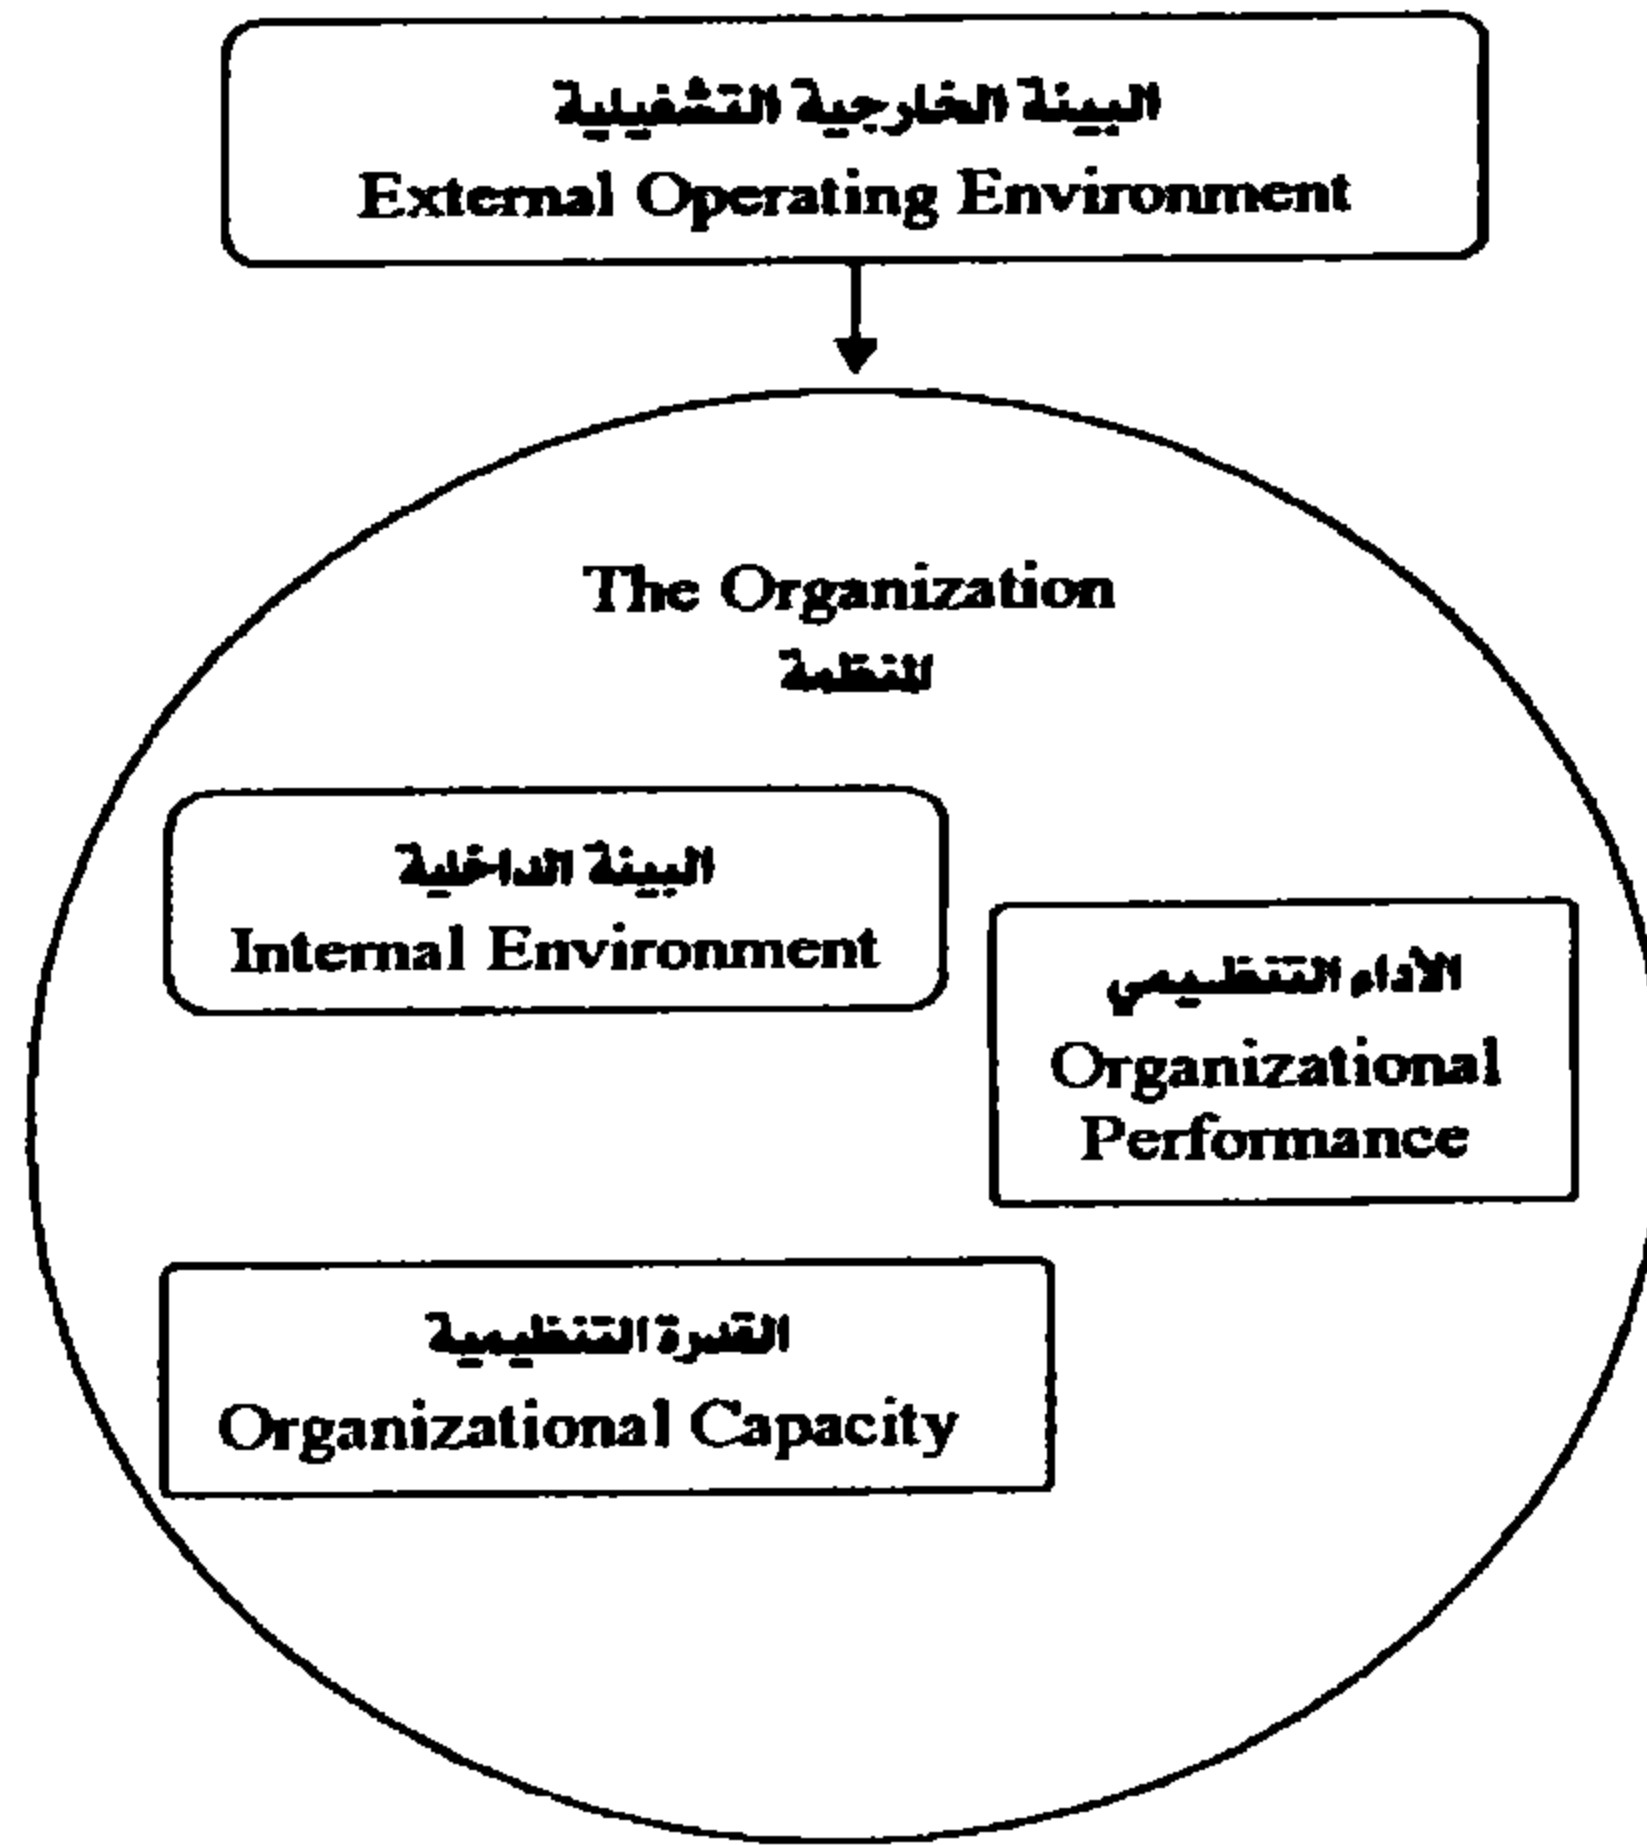 البيئة الخارجية التشغيلية
External Operating Environment
The Organization
المنظمة
البيئة الداخلية
Internal Environment
الأداء التنظيمي
Organizational
Performance
القدرة التنظيمية
Organizational Capacity